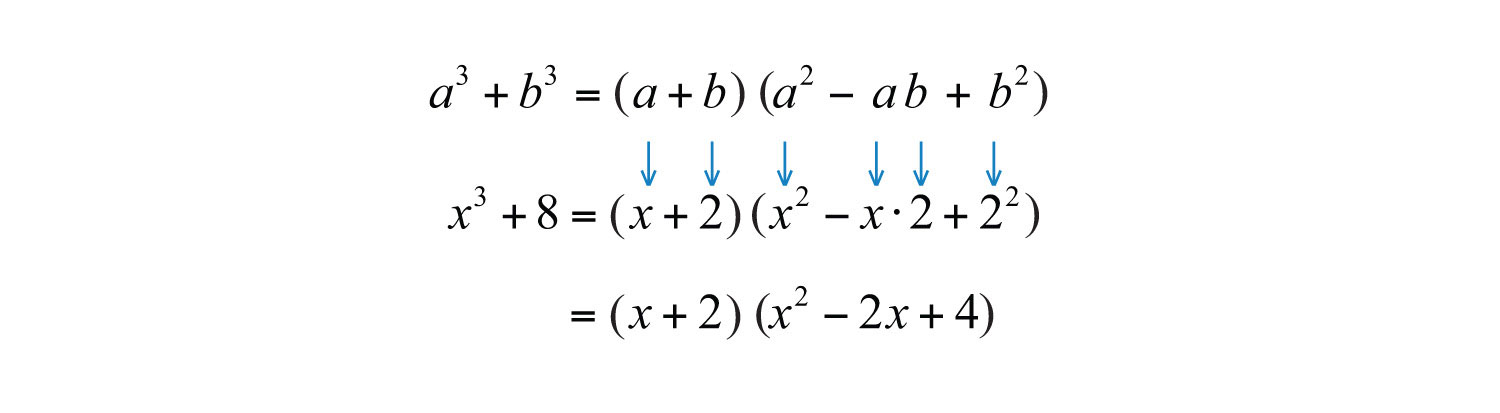 a³ + b³ = (a + b) (a² − ab + b²)
↓ ↓ ↓ ↓ ↓ ↓
x³ + 8 = (x + 2) (x² − x · 2 + 2²)
= (x + 2) (x² − 2x + 4)